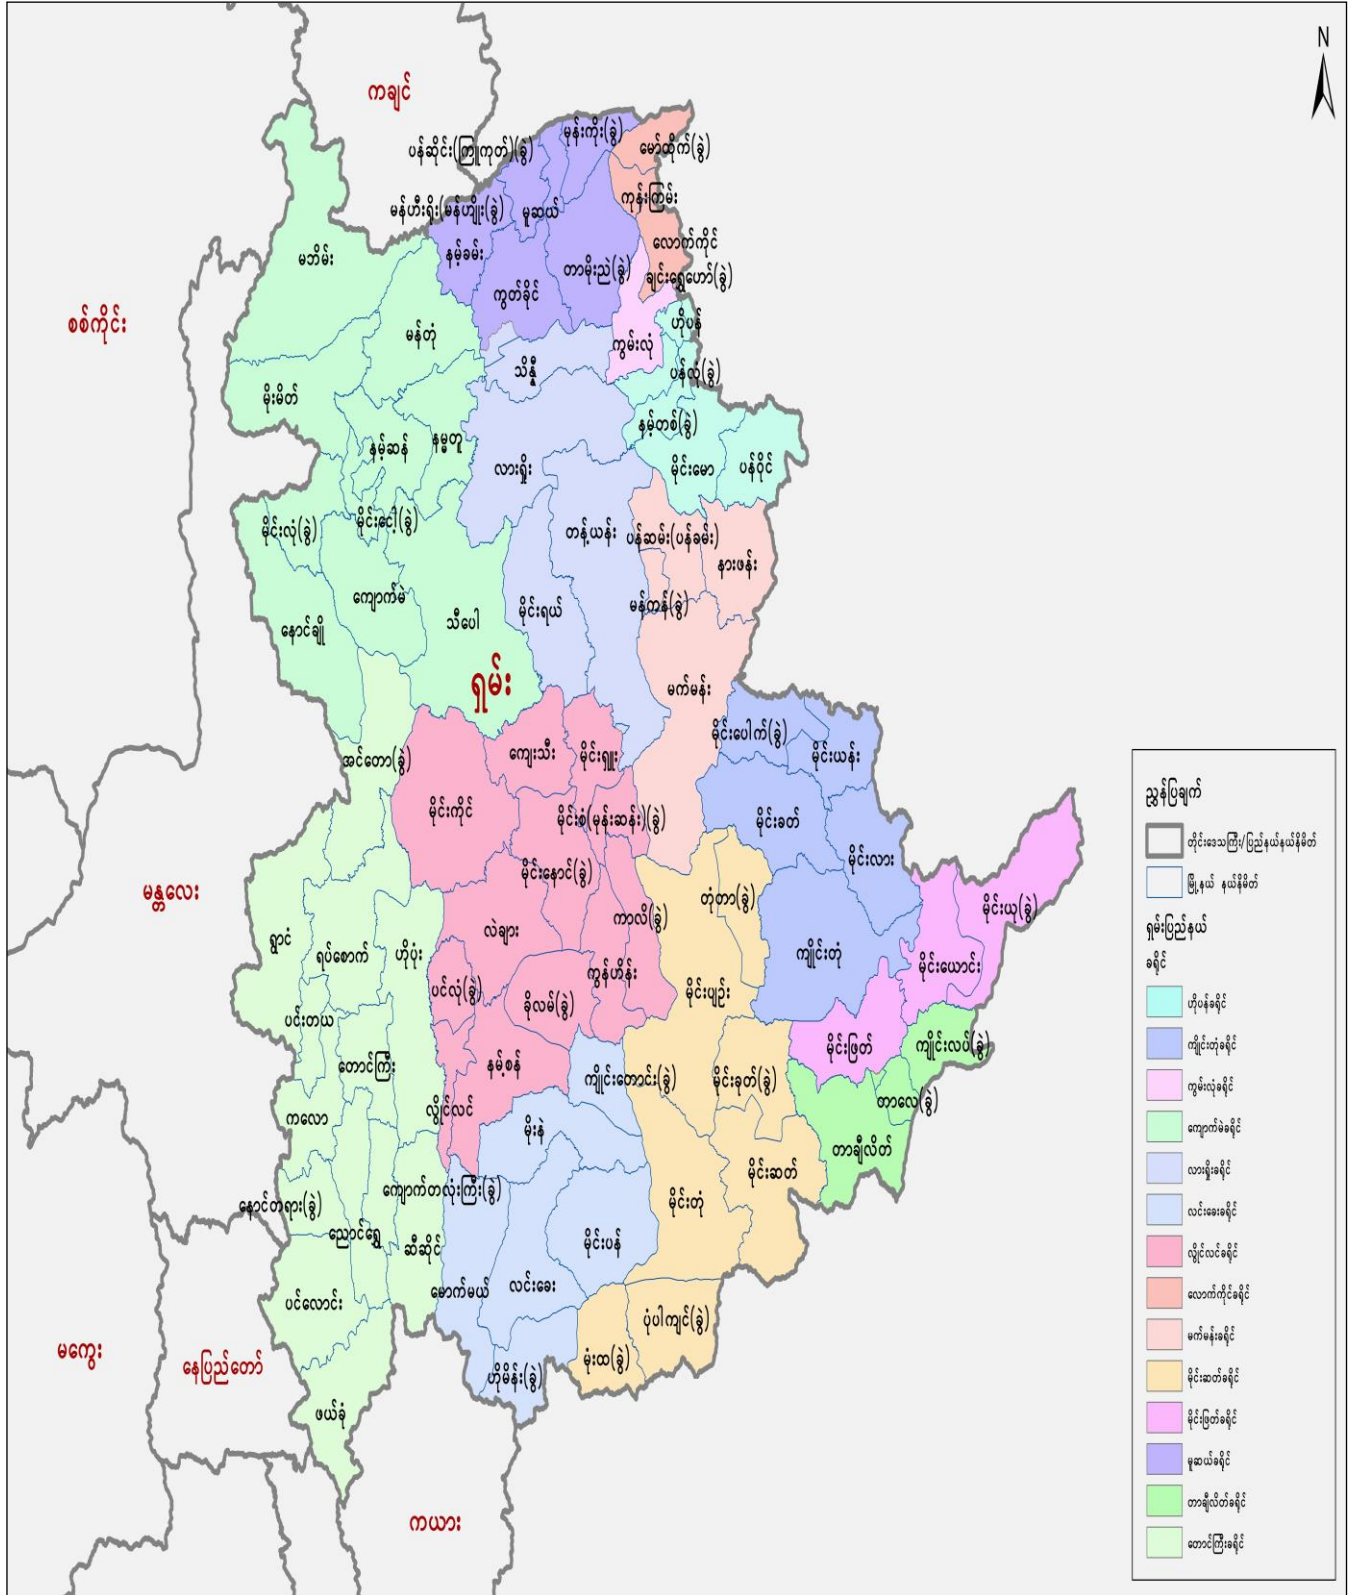 N
ကချင်
မုန်းကိုး(ခွဲ)
ပန်ဆိုင်း(ကြူကုတ်)(ခွဲ)
မော်ထိုက်(ခွဲ)
ကုန်းကြမ်း
မန်ဟီးရိုး(မန်ဟျိုး(ခွဲ)
မူဆယ်
လောက်ကိုင်
နမ့်ခမ်း
မဘိမ်း
တာမိုးညဲ(ခွဲ)
ချင်းရွှေဟော်(ခွဲ)
ကွတ်ခိုင်
စစ်ကိုင်း
ဟိုပန်
မန်တုံ
ကွမ်းလုံ
သိန္နီ
ပန်လုံ(ခွဲ)
မိုးမိတ်
နမ့်တစ်(ခွဲ)
နမ္မတူ
နမ့်ဆန်
လားရှိုး
မိုင်းမော
ပန်ဝိုင်
မိုင်းငေါ့(ခွဲ)
မိုင်းလုံ(ခွဲ)
တန့်ယန်း
ပန်ဆမ်း(ပန်ခမ်း)
နားဖန်း
ကျောက်မဲ
မိုင်းရယ်
မန်ကန်(ခွဲ)
သီပေါ
နောင်ချို
ရှမ်း
မက်မန်း
မိုင်းပေါက်(ခွဲ)
အင်တော(ခွဲ)
ကျေးသီး
မိုင်းရှူး
မိုင်းယန်း
မိုင်းကိုင်
မိုင်းစံ(မုန်းဆန်း)(ခွဲ)
မိုင်းခတ်
မိုင်းလား
မိုင်းနောင်(ခွဲ)
မန္တလေး
တုံတာ(ခွဲ)
ကာလိ(ခွဲ)
မိုင်းယု(ခွဲ)
လဲချား
ရွာငံ
ရပ်စောက်
ဟိုပုံး
ကျိုင်းတုံ
မိုင်းယောင်း
ကွန်ဟိန်း
ပင်လုံ(ခွဲ)
မိုင်းပျဉ်း
ခိုလမ်(ခွဲ)
ပင်းတယ
မိုင်းဖြတ်
ကျိုင်းလပ်(ခွဲ)
တောင်ကြီး
နမ့်စန်
ကျိုင်းတောင်း(ခွဲ)
မိုင်းခုတ်(ခွဲ)
တာလေ(ခွဲ)
လွိုင်လင်
ကလော
မိုးနဲ
တာချီလိတ်
မိုင်းဆတ်
ကျောက်တလုံးကြီး(ခွဲ)
နောင်တရား(ခွဲ)
မိုင်းတုံ
ညောင်ရွှေ
ဆီဆိုင်
မိုင်းပန်
လင်းခေး
မောက်မယ်
ပင်လောင်း
ပုံပါကျင်(ခွဲ)
မကွေး
နေပြည်တော်
မုံးထ(ခွဲ)
ဟိုမိန်း(ခွဲ)
ဖယ်ခုံ
ကယား
ညွှန်ပြချက်
တိုင်းဒေသကြီး/ပြည်နယ်နယ်နိမိတ်
မြို့နယ် နယ်နိမိတ်
ရှမ်းပြည်နယ်
ခရိုင်
ဟိုပန်ခရိုင်
ကျိုင်းတုံခရိုင်
ကွမ်းလုံခရိုင်
ကျောက်မဲခရိုင်
လားရှိုးခရိုင်
လင်းခေးခရိုင်
လွိုင်လင်ခရိုင်
လောက်ကိုင်ခရိုင်
မက်မန်းခရိုင်
မိုင်းဆတ်ခရိုင်
မိုင်းဖြတ်ခရိုင်
မူဆယ်ခရိုင်
တာချီလိတ်ခရိုင်
တောင်ကြီးခရိုင်